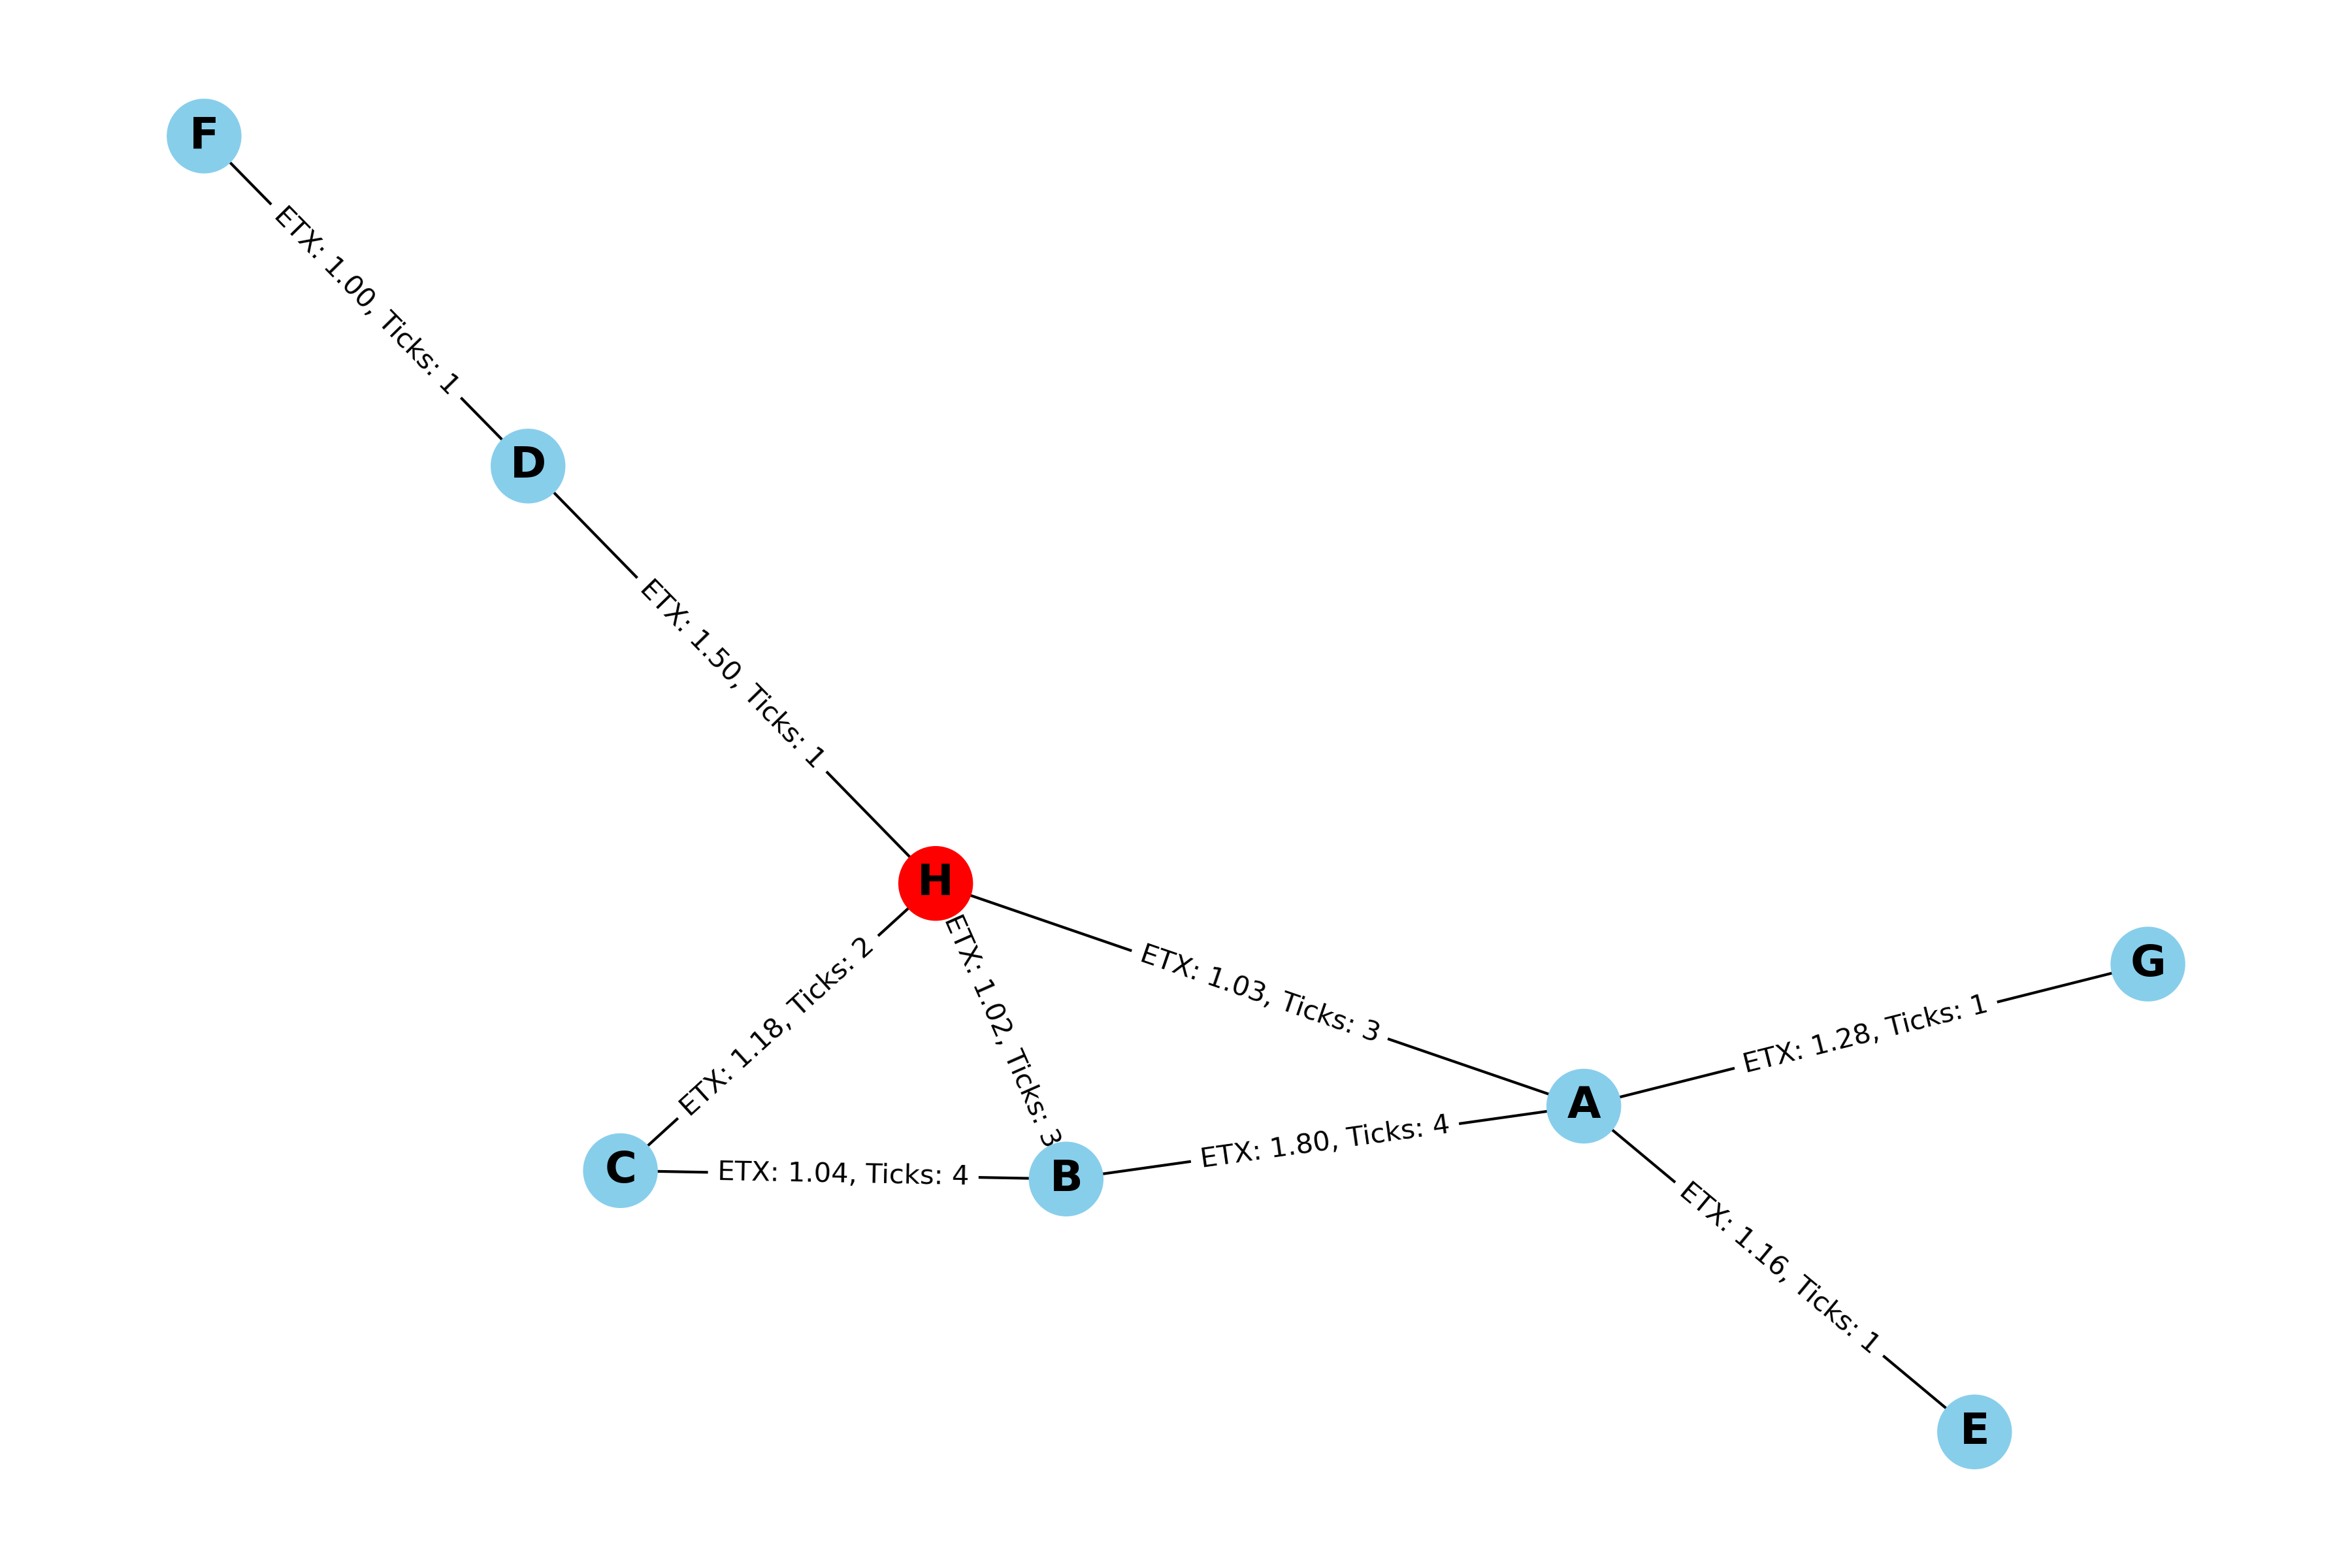 F
ETX: 1.00, Ticks: 1
D
ETX: 1.50, Ticks: 1
H
ETX: 1.03, Ticks: 3
ETX: 1.18, Ticks: 2
ETX: 1.02, Ticks: 3
G
ETX: 1.28, Ticks: 1
A
ETX: 1.80, Ticks: 4
C
ETX: 1.04, Ticks: 4
B
ETX: 1.16, Ticks: 1
E